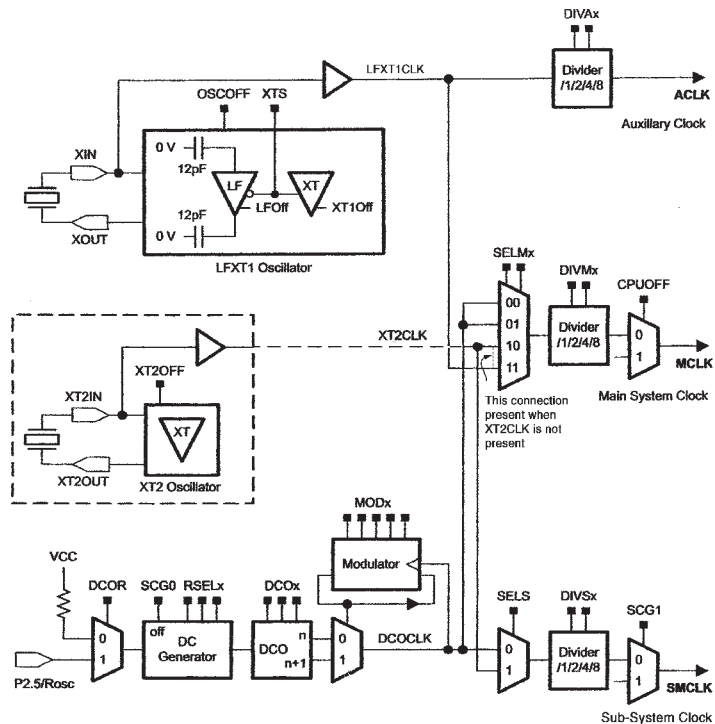 DIVAx
LFXT1CLK
Divider
/1/2/4/8
ACLK
Auxillary Clock
OSCOFF
XTS
XIN
0 V
12pF
LF
XT
LFOff
XT1Off
12pF
0 V
XOUT
LFXT1 Oscillator
SELMx
DIVMx
CPUOFF
00
01
10
11
Divider
/1/2/4/8
0
1
MCLK
Main System Clock
XT2CLK
This connection
present when
XT2CLK is not
present
XT2OFF
XT2IN
XT
XT2OUT
XT2 Oscillator
MODx
Modulator
VCC
DCOR
SCG0
RSELx
DCOx
0
1
off
DC
Generator
DCO
n
n+1
0
1
DCOCLK
P2.5/Rosc
SELS
DIVSx
SCG1
0
1
Divider
/1/2/4/8
0
1
SMCLK
Sub-System Clock